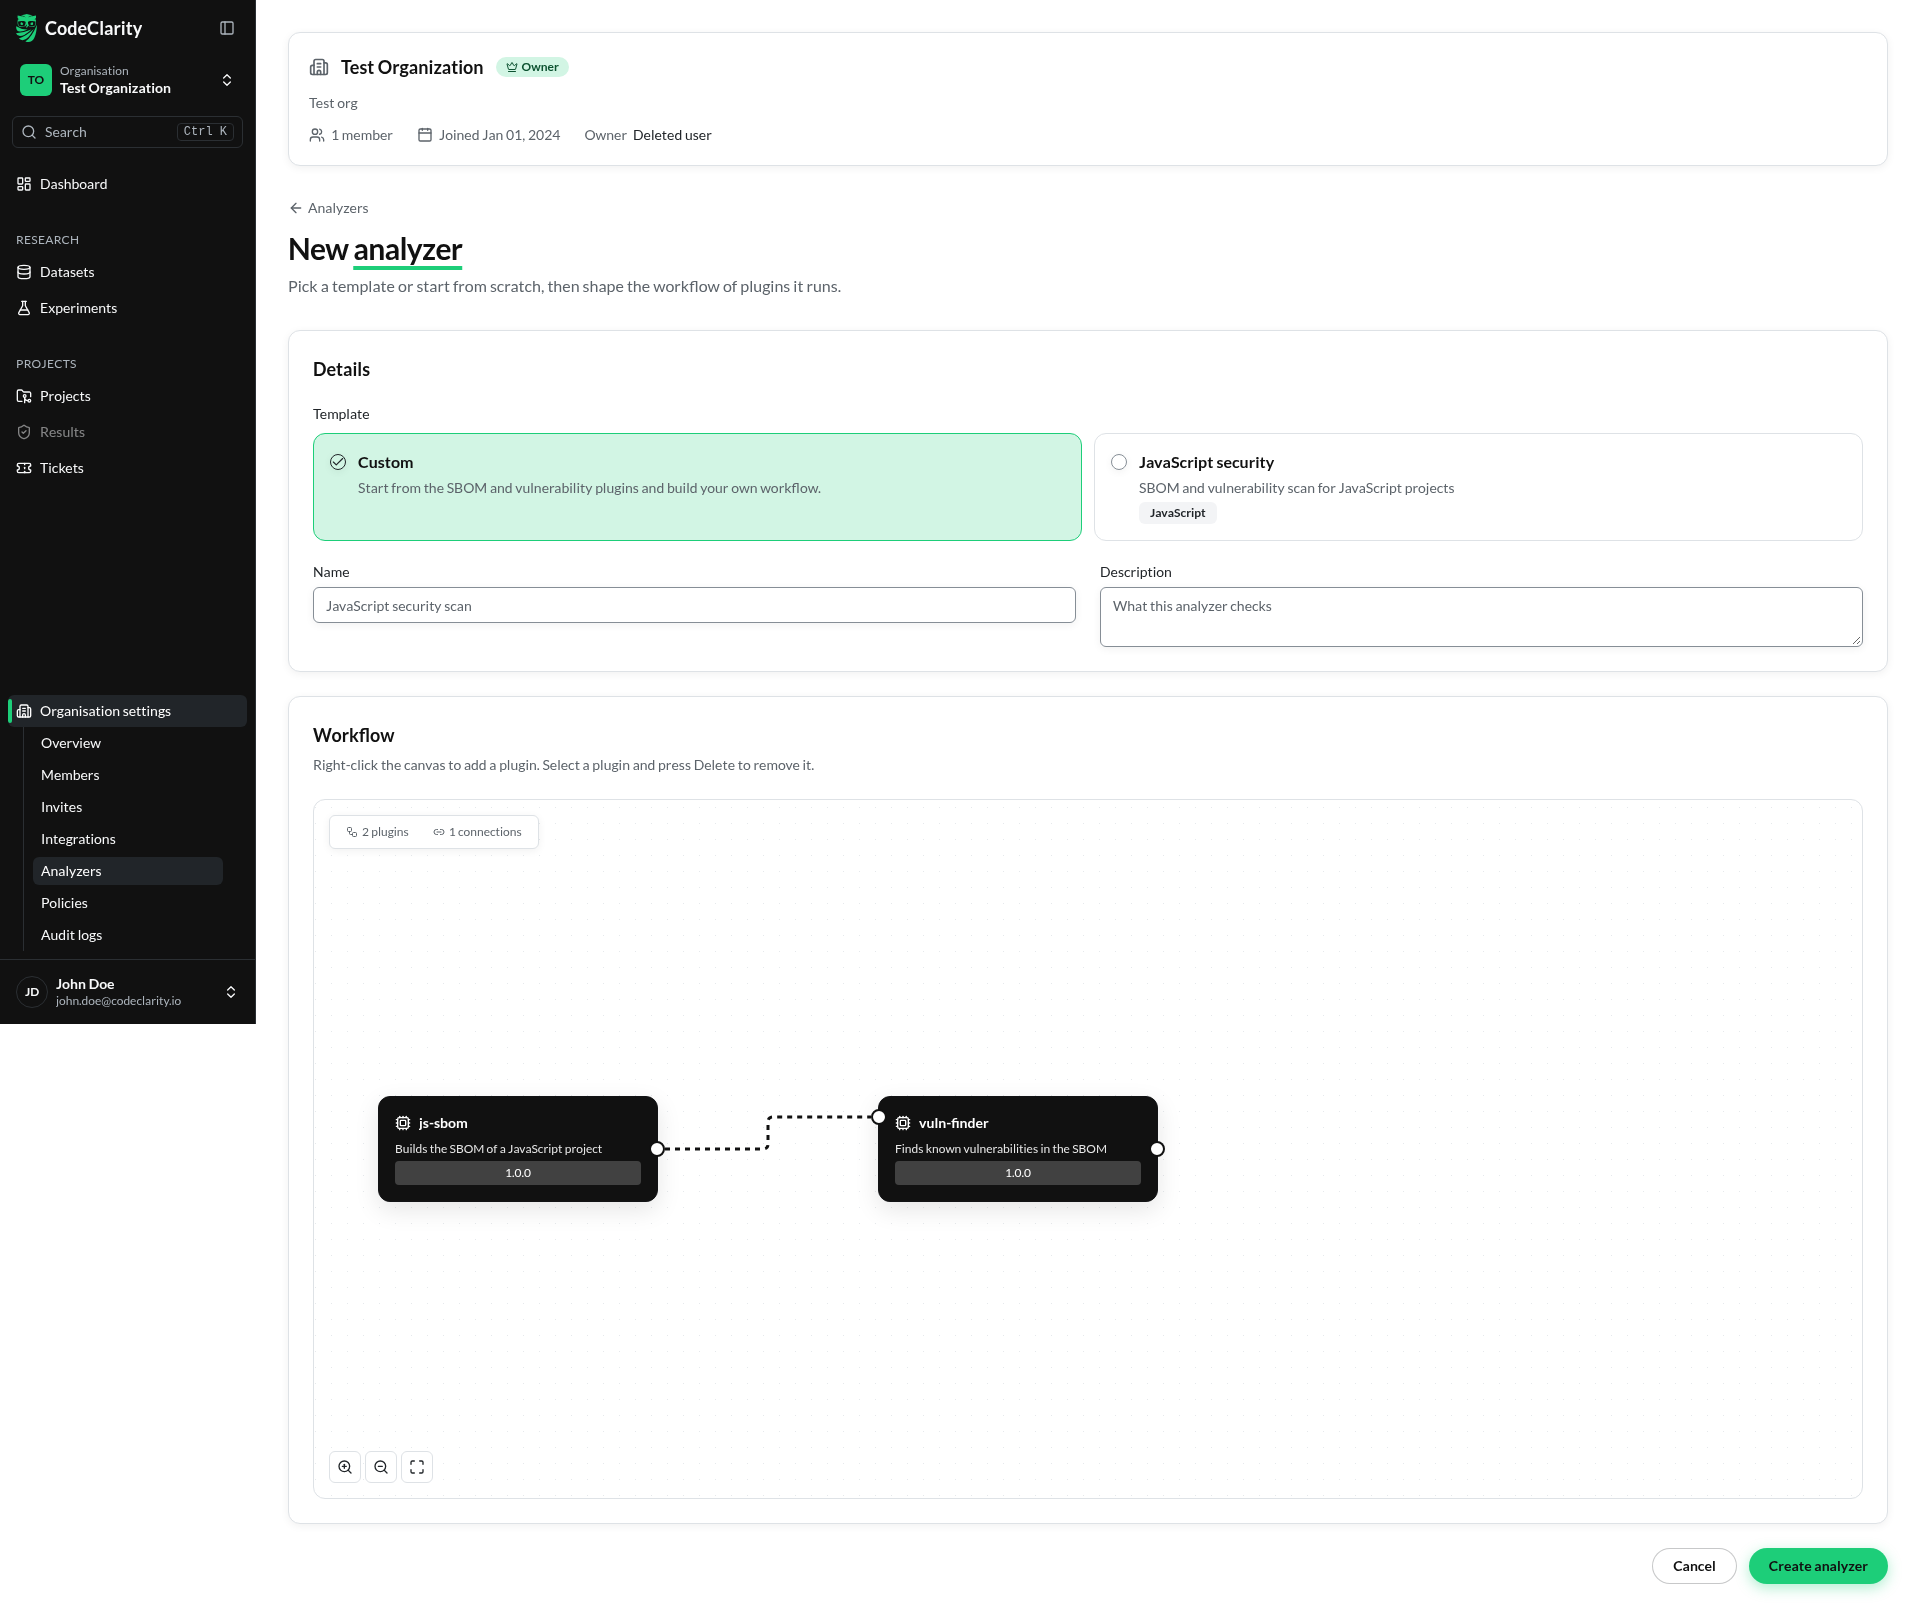 CodeClarity
TO
Organisation
Test Organization
Search
Ctrl K
Dashboard
RESEARCH
Datasets
Experiments
PROJECTS
Projects
Results
Tickets
Organisation settings
Overview
Members
Invites
Integrations
Analyzers
Policies
Audit logs
JD
John Doe
john.doe@codeclarity.io
Test Organization
Owner
Test org
1 member
Joined Jan 01, 2024
Owner Deleted user
Analyzers
New analyzer
Pick a template or start from scratch, then shape the workflow of plugins it runs.
Details
Template
Custom
Start from the SBOM and vulnerability plugins and build your own workflow.
JavaScript security
SBOM and vulnerability scan for JavaScript projects
JavaScript
Name
JavaScript security scan
Description
What this analyzer checks
Workflow
Right-click the canvas to add a plugin. Select a plugin and press Delete to remove it.
2 plugins
1 connections
js-sbom
Builds the SBOM of a JavaScript project
1.0.0
vuln-finder
Finds known vulnerabilities in the SBOM
1.0.0
Cancel
Create analyzer